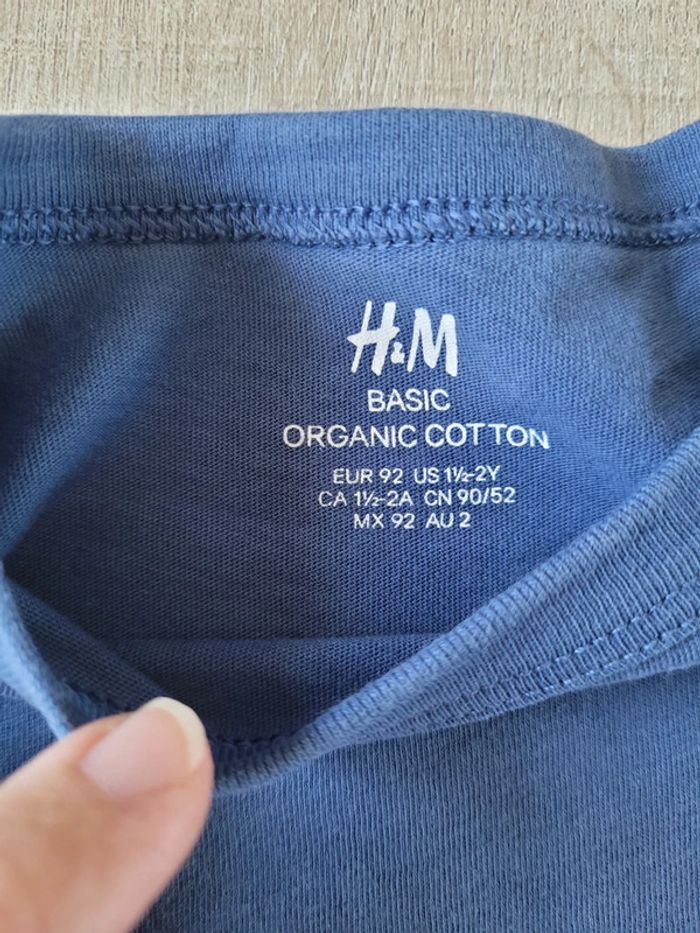 H&M
BASIC
ORGANIC COTTON
EUR 92 US 1½-2Y
CA 1½-2A CN 90/52
MX 92 AU 2